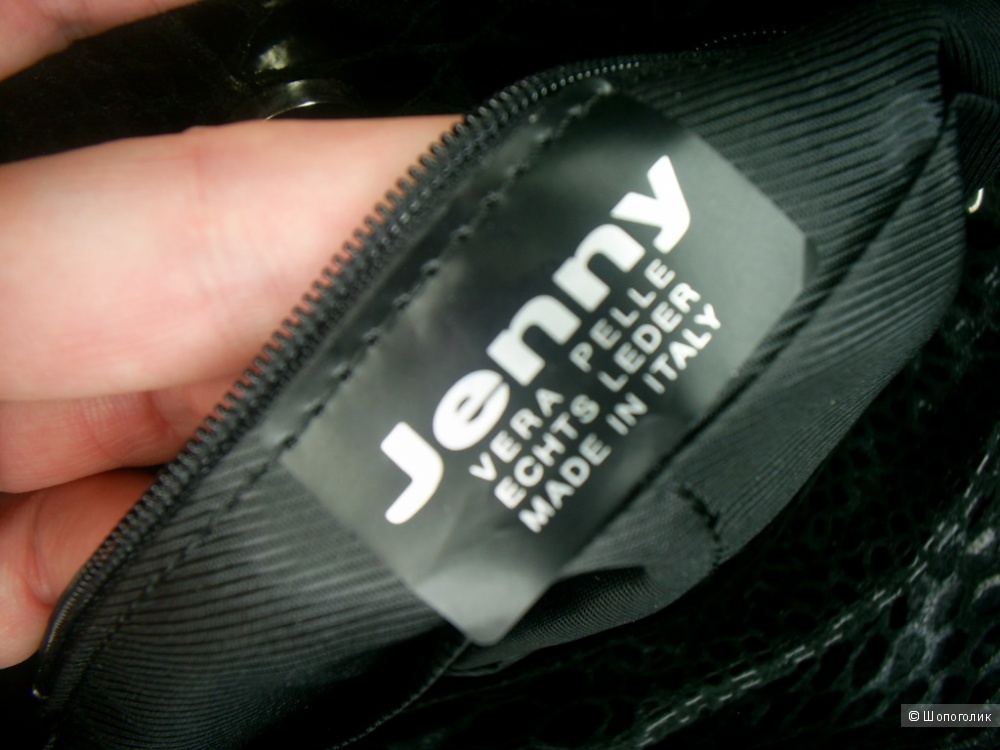 Jenny
VERA PELLE
ECHTS LEDER
MADE IN ITALY
© Шопоголик